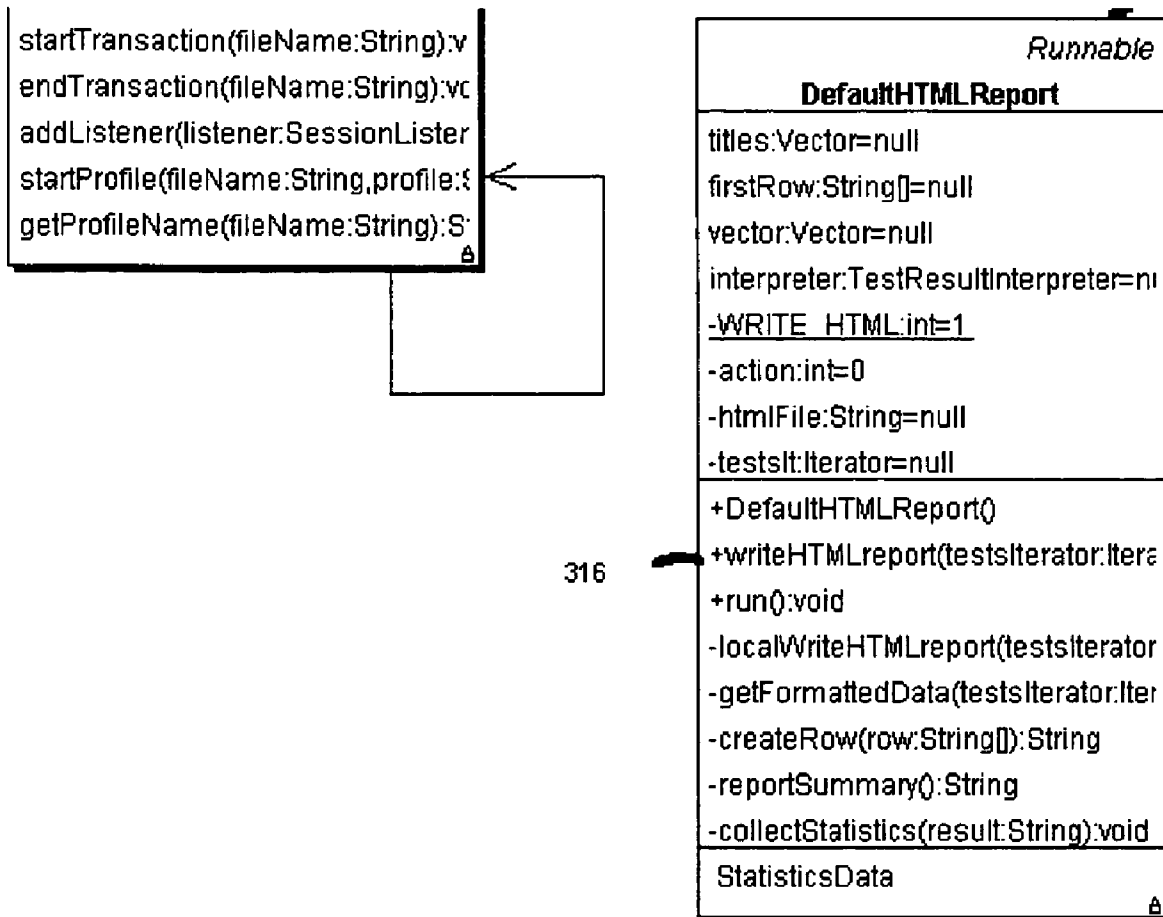 startTransaction(fileName:String):v
endTransaction(fileName:String):vc
addListener(listener:SessionLister
startProfile(fileName:String,profile:S
getProfileName(fileName:String):S
Runnable
DefaultHTMLReport
titles:Vector=null
firstRow:String[]=null
vector:Vector=null
interpreter:TestResultInterpreter=nu
-WRITE_HTML:int=1
-action:int=0
-htmlFile:String=null
-testsIt:Iterator=null
+DefaultHTMLReport()
316
+writeHTMLreport(testsIterator:Itera
+run():void
-localWriteHTMLreport(testsIterator
-getFormattedData(testsIterator:Iter
-createRow(row:String[]):String
-reportSummary():String
-collectStatistics(result:String):void
StatisticsData